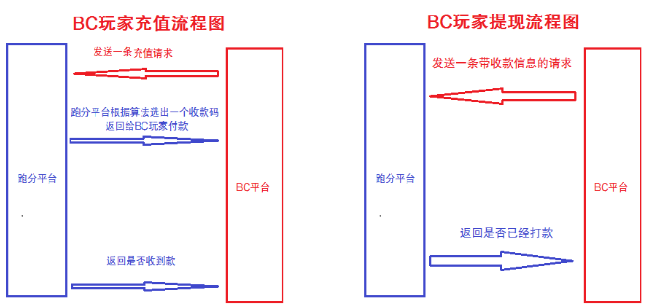 BC玩家充值流程图
发送一条 充值请求
跑分平台根据算法选出一个收款码
返回给BC玩家付款
跑分平台
BC平台
返回是否收到款
BC玩家提现流程图
发送一条带收款信息的请求
跑分平台
BC平台
返回是否已经打款